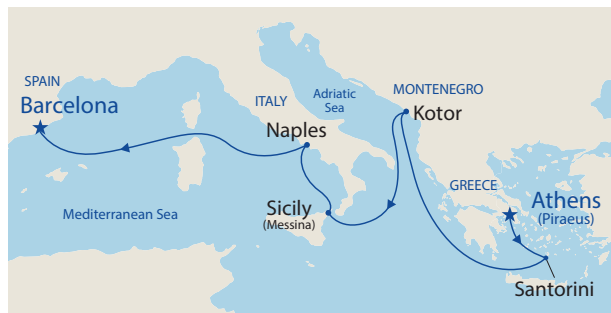 SPAIN
Barcelona
ITALY
Adriatic
Sea
MONTENEGRO
Kotor
Naples
GREECE
Athens
(Piraeus)
Sicily
(Messina)
Mediterranean Sea
Santorini